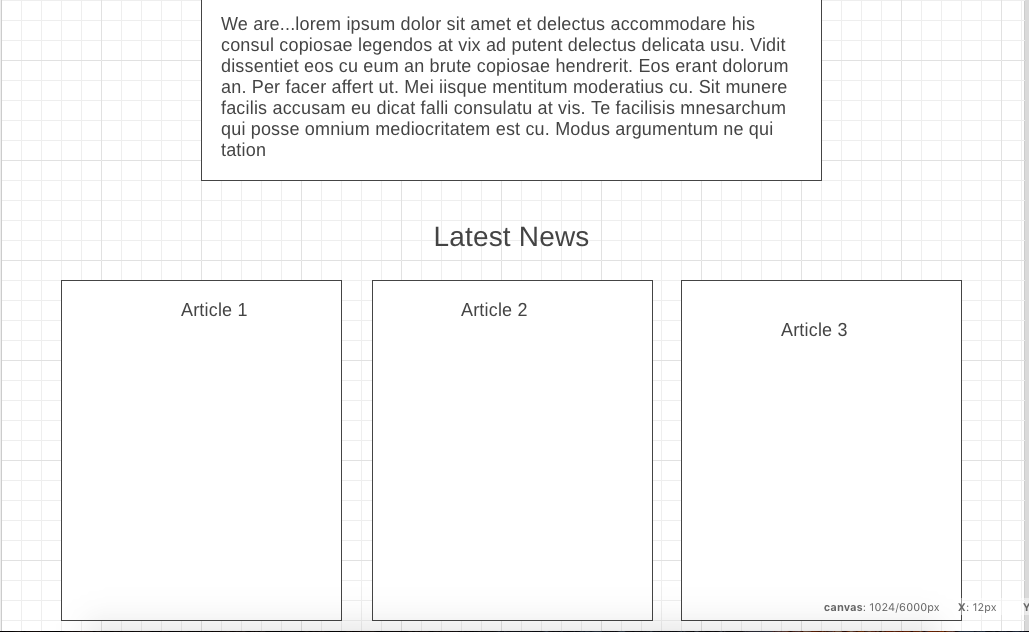 We are...lorem ipsum dolor sit amet et delectus accommodare his
consul copiosae legendos at vix ad putent delectus delicata usu. Vidit
dissentiet eos cu eum an brute copiosae hendrerit. Eos erant dolorum
an. Per facer affert ut. Mei iisque mentitum moderatius cu. Sit munere
facilis accusam eu dicat falli consulatu at vis. Te facilisis mnesarchum
qui posse omnium mediocritatem est cu. Modus argumentum ne qui
tation
Latest News
Article 1
Article 2
Article 3
canvas: 1024/6000px X: 12px Y